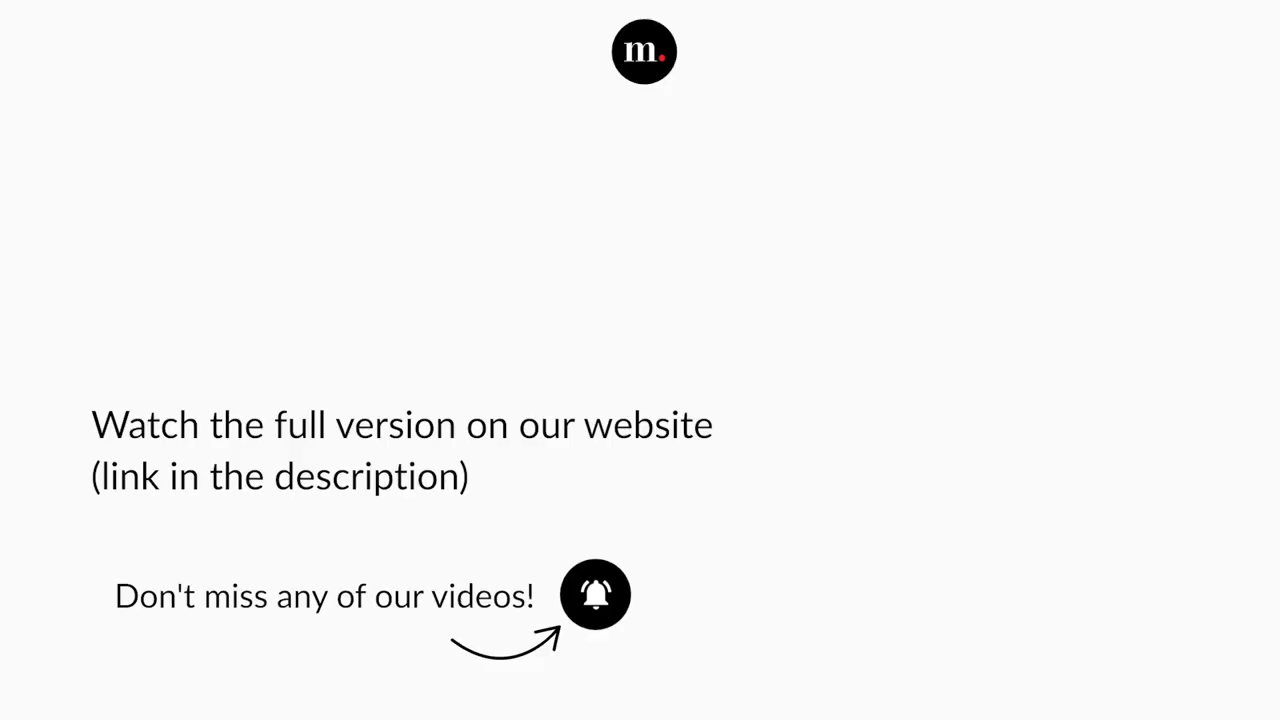 m.
Watch the full version on our website
(link in the description)
Don't miss any of our videos!